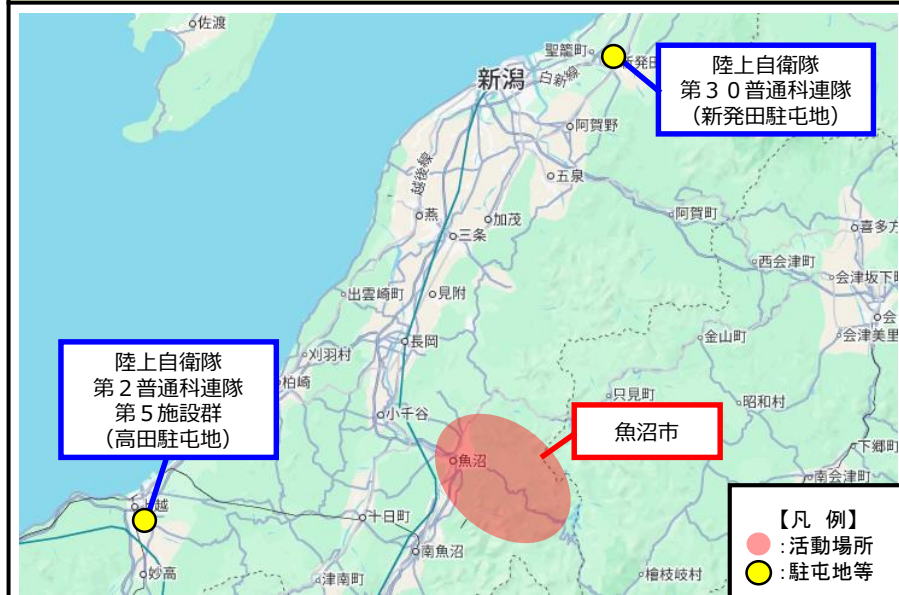 佐渡
聖籠町
新発田
新潟
白新線
陸上自衛隊
第３０普通科連隊
（新発田駐屯地）
阿賀野
五泉
越後線
燕
加茂
三条
阿賀町
喜多方
西会津町
会津坂下町
出雲崎町
見附
会
会津美里
長岡
金山町
刈羽村
柏崎
陸上自衛隊
第２普通科連隊
第５施設群
（高田駐屯地）
只見町
昭和村
小千谷
魚沼市
下郷町
魚沼
南会津町
上越
十日町
南魚沼
妙高
津南町
檜枝岐村
【凡 例】
:活動場所
:駐屯地等